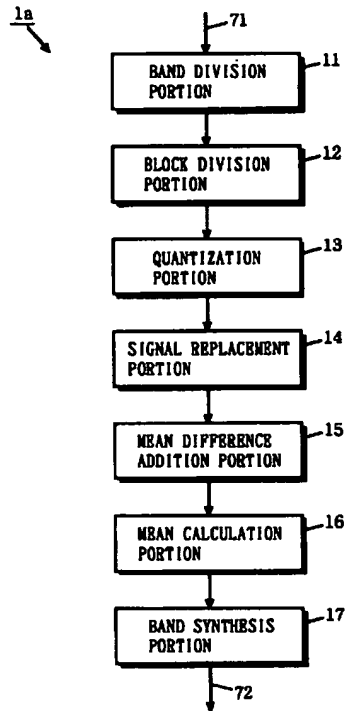 1a
71
11
BAND DIVISION
PORTION
12
BLOCK DIVISION
PORTION
13
QUANTIZATION
PORTION
14
SIGNAL REPLACEMENT
PORTION
15
MEAN DIFFERENCE
ADDITION PORTION
16
MEAN CALCULATION
PORTION
17
BAND SYNTHESIS
PORTION
72